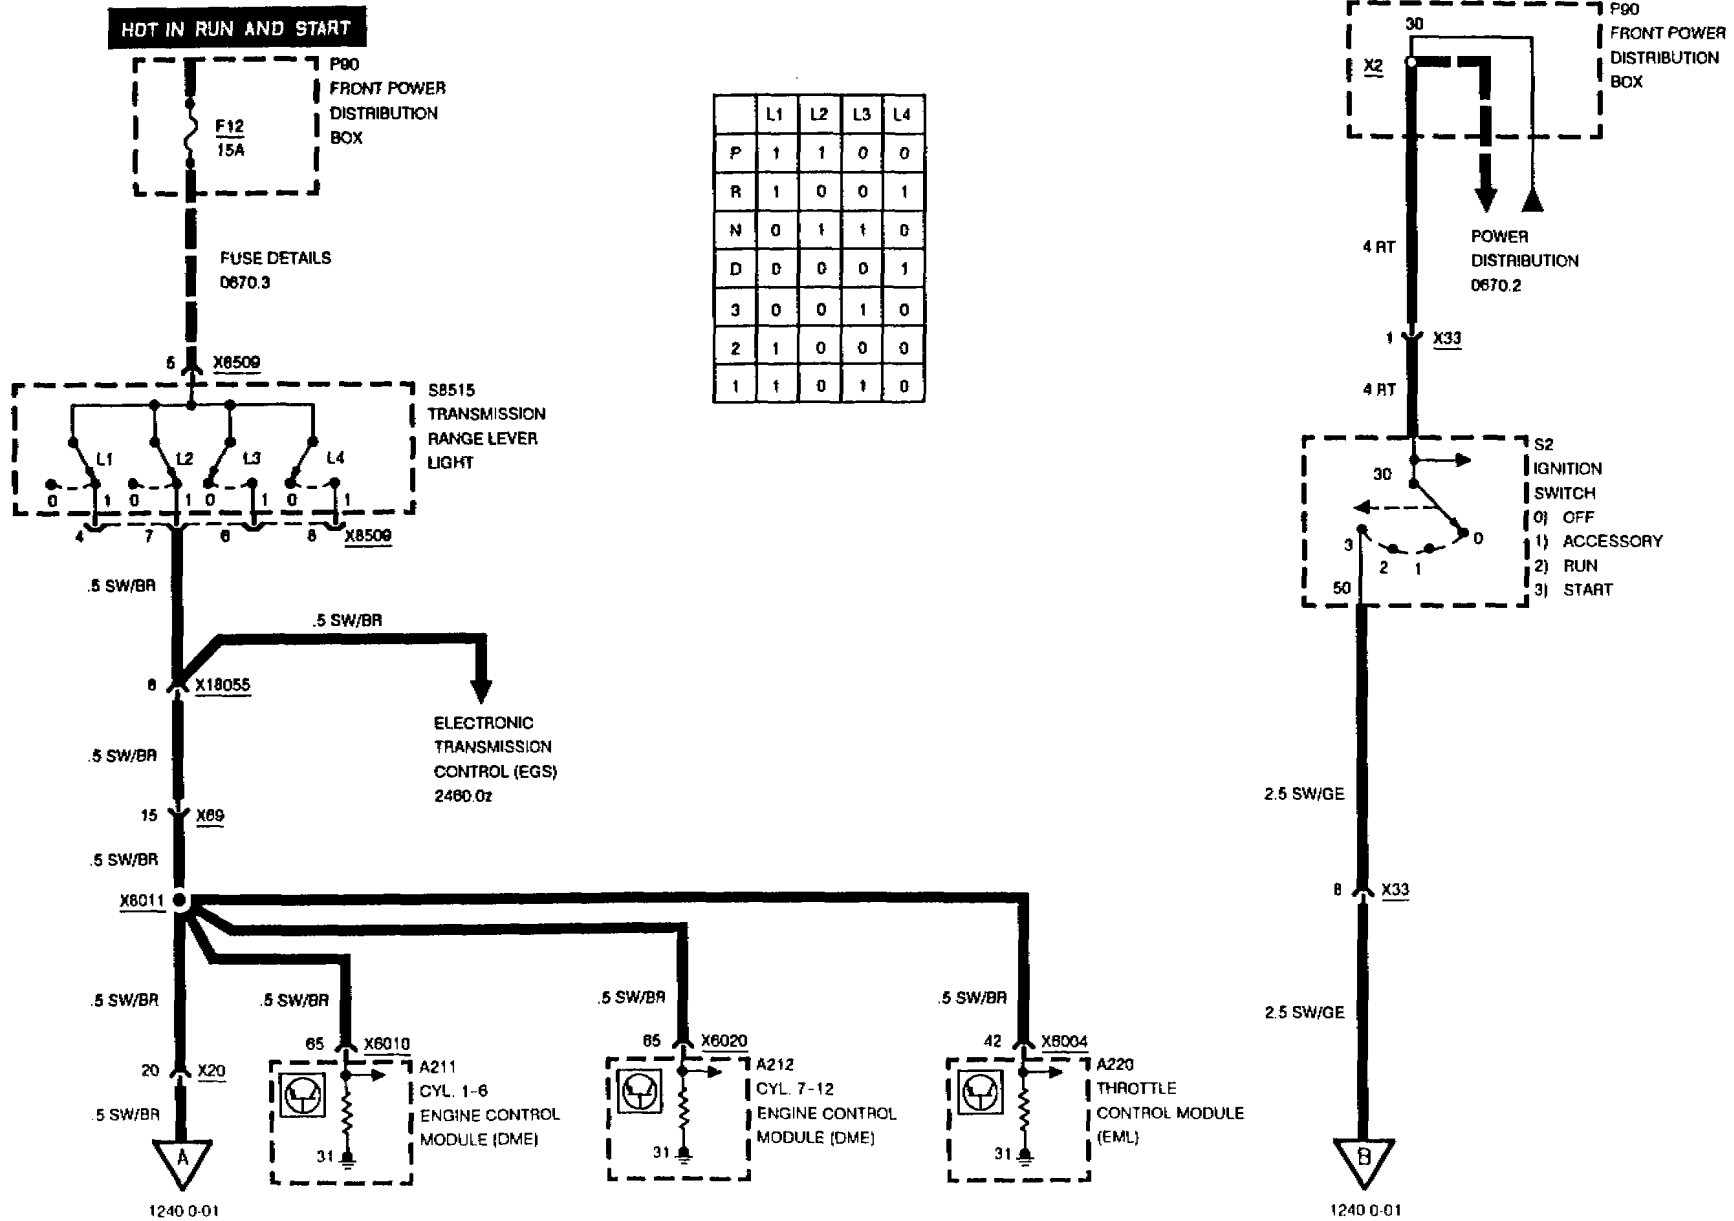 HOT IN RUN AND START
P90
FRONT POWER
DISTRIBUTION
BOX
F12
15A
FUSE DETAILS
0670.3
5 X8509
S8515
TRANSMISSION
RANGE LEVER
LIGHT
L1 L2 L3 L4
0 1 0 1 0 1 0 1
4 7 6 8 X8509
.5 SW/BR
.5 SW/BR
6 X18055
ELECTRONIC
TRANSMISSION
CONTROL (EGS)
2460.0z
.5 SW/BR
15 X69
.5 SW/BR
X6011
.5 SW/BR .5 SW/BR .5 SW/BR .5 SW/BR
20 X20
.5 SW/BR
A
1240 0-01
65 X6010
A211
CYL. 1-6
ENGINE CONTROL
MODULE (DME)
31
65 X6020
A212
CYL. 7-12
ENGINE CONTROL
MODULE (DME)
31
42 X6004
A220
THROTTLE
CONTROL MODULE
(EML)
31
L1 L2 L3 L4
P 1 1 0 0
R 1 0 0 1
N 0 1 1 0
D 0 0 0 1
3 0 0 1 0
2 1 0 0 0
1 1 0 1 0
30
X2
P90
FRONT POWER
DISTRIBUTION
BOX
4 RT
POWER
DISTRIBUTION
0670.2
1 X33
4 RT
S2
IGNITION
SWITCH
0) OFF
1) ACCESSORY
2) RUN
3) START
30
3 2 1 0
50
2.5 SW/GE
8 X33
2.5 SW/GE
B
1240 0-01